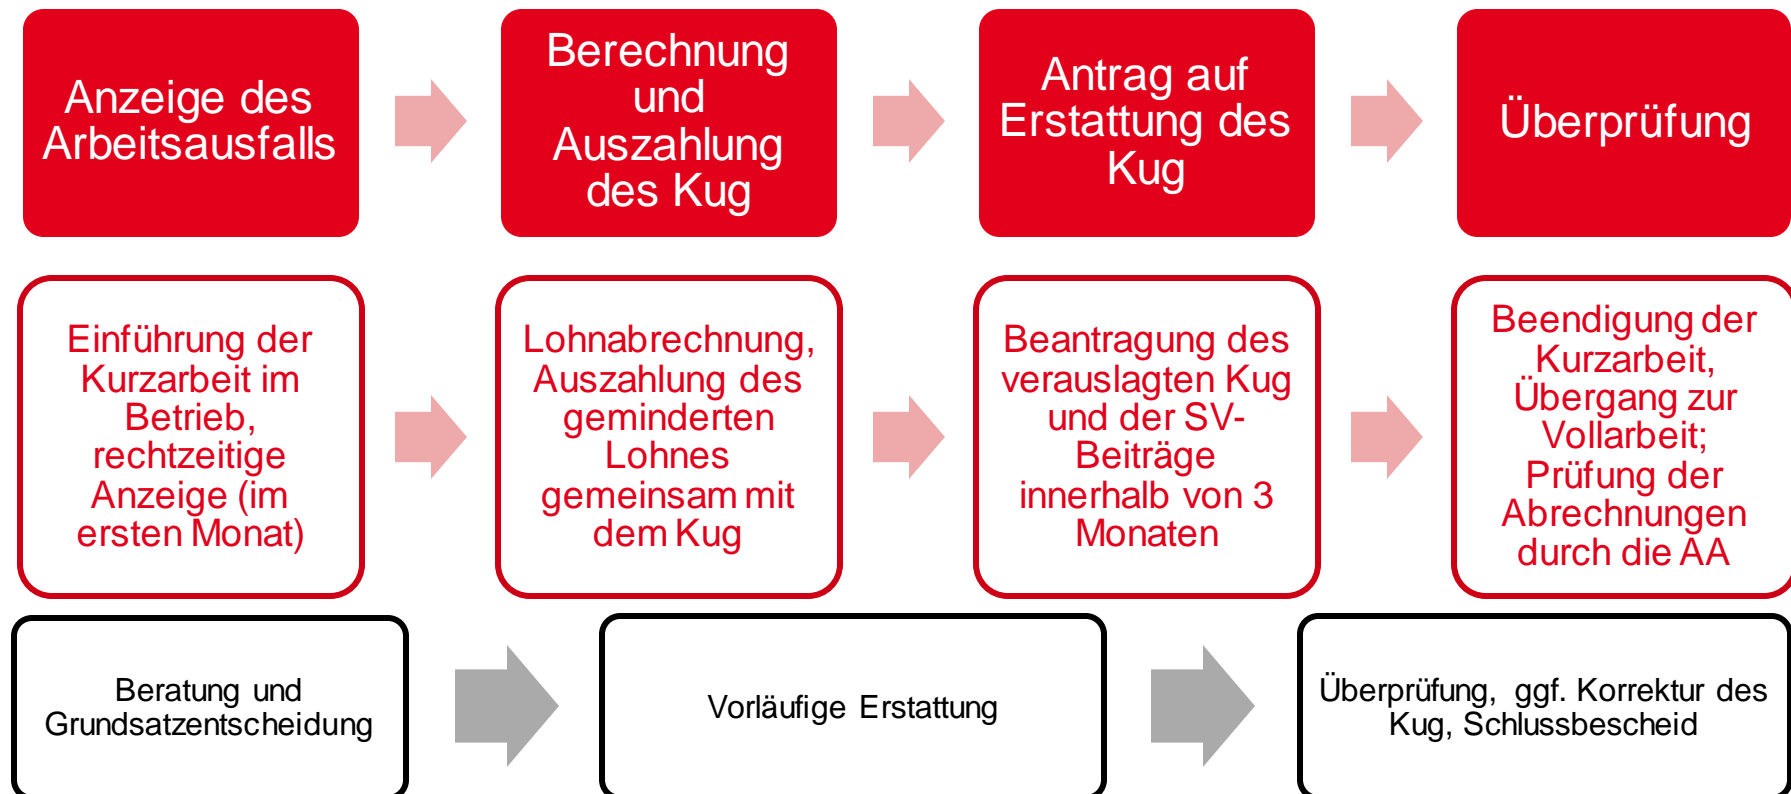 Anzeige des
Arbeitsausfalls
Berechnung
und
Auszahlung
des Kug
Antrag auf
Erstattung des
Kug
Überprüfung
Einführung der
Kurzarbeit im
Betrieb,
rechtzeitige
Anzeige (im
ersten Monat)
Lohnabrechnung,
Auszahlung des
geminderten
Lohnes
gemeinsam mit
dem Kug
Beantragung des
verauslagten Kug
und der SV-
Beiträge
innerhalb von 3
Monaten
Beendigung der
Kurzarbeit,
Übergang zur
Vollarbeit;
Prüfung der
Abrechnungen
durch die AA
Beratung und
Grundsatzentscheidung
Vorläufige Erstattung
Überprüfung, ggf. Korrektur des
Kug, Schlussbescheid